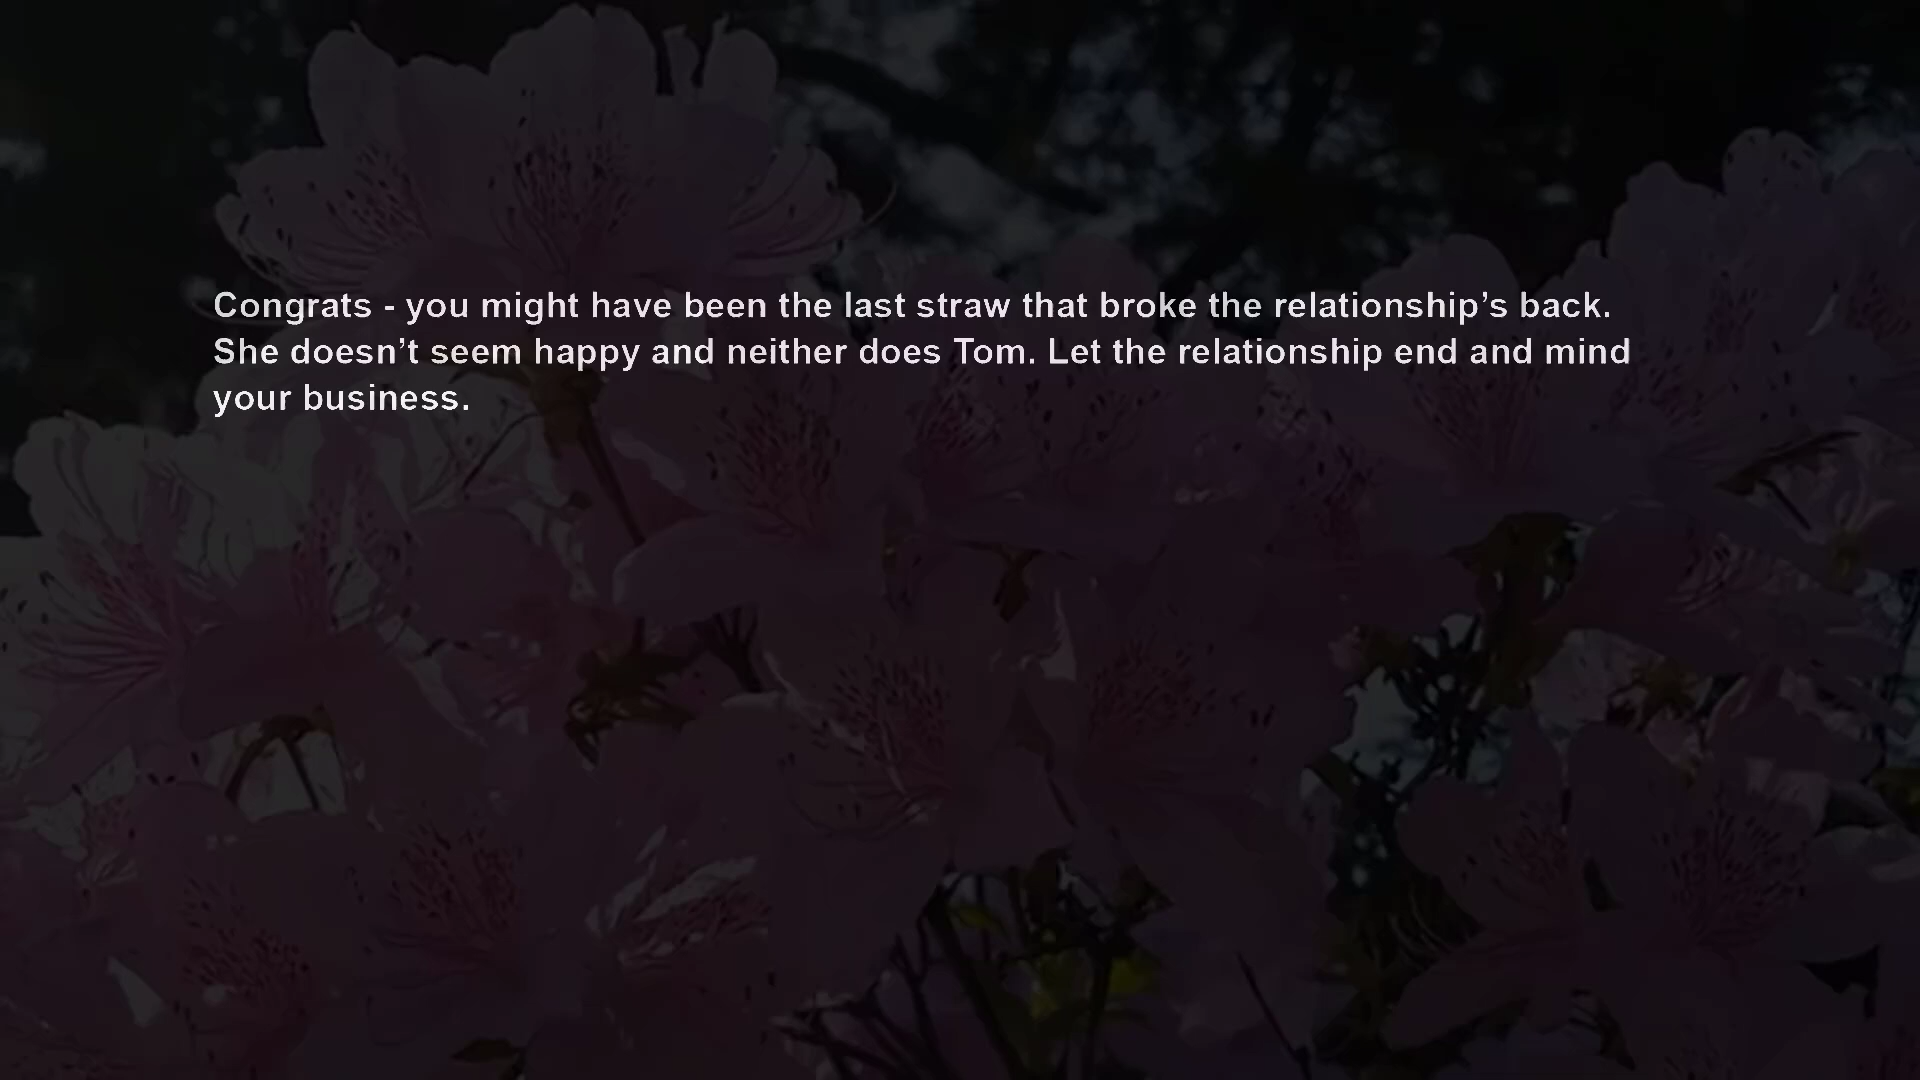 Congrats - you might have been the last straw that broke the relationship’s back.
She doesn’t seem happy and neither does Tom. Let the relationship end and mind
your business.